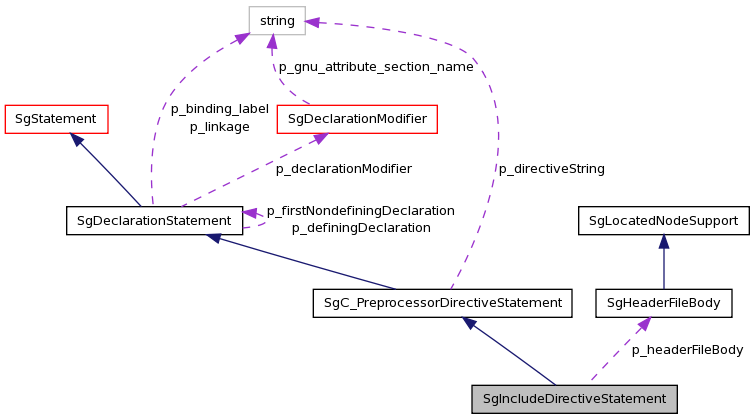 string
p_gnu_attribute_section_name
p_binding_label
p_linkage
SgStatement
SgDeclarationModifier
p_declarationModifier
p_directiveString
SgDeclarationStatement
p_firstNondefiningDeclaration
p_definingDeclaration
SgLocatedNodeSupport
SgC_PreprocessorDirectiveStatement
SgHeaderFileBody
p_headerFileBody
SgIncludeDirectiveStatement